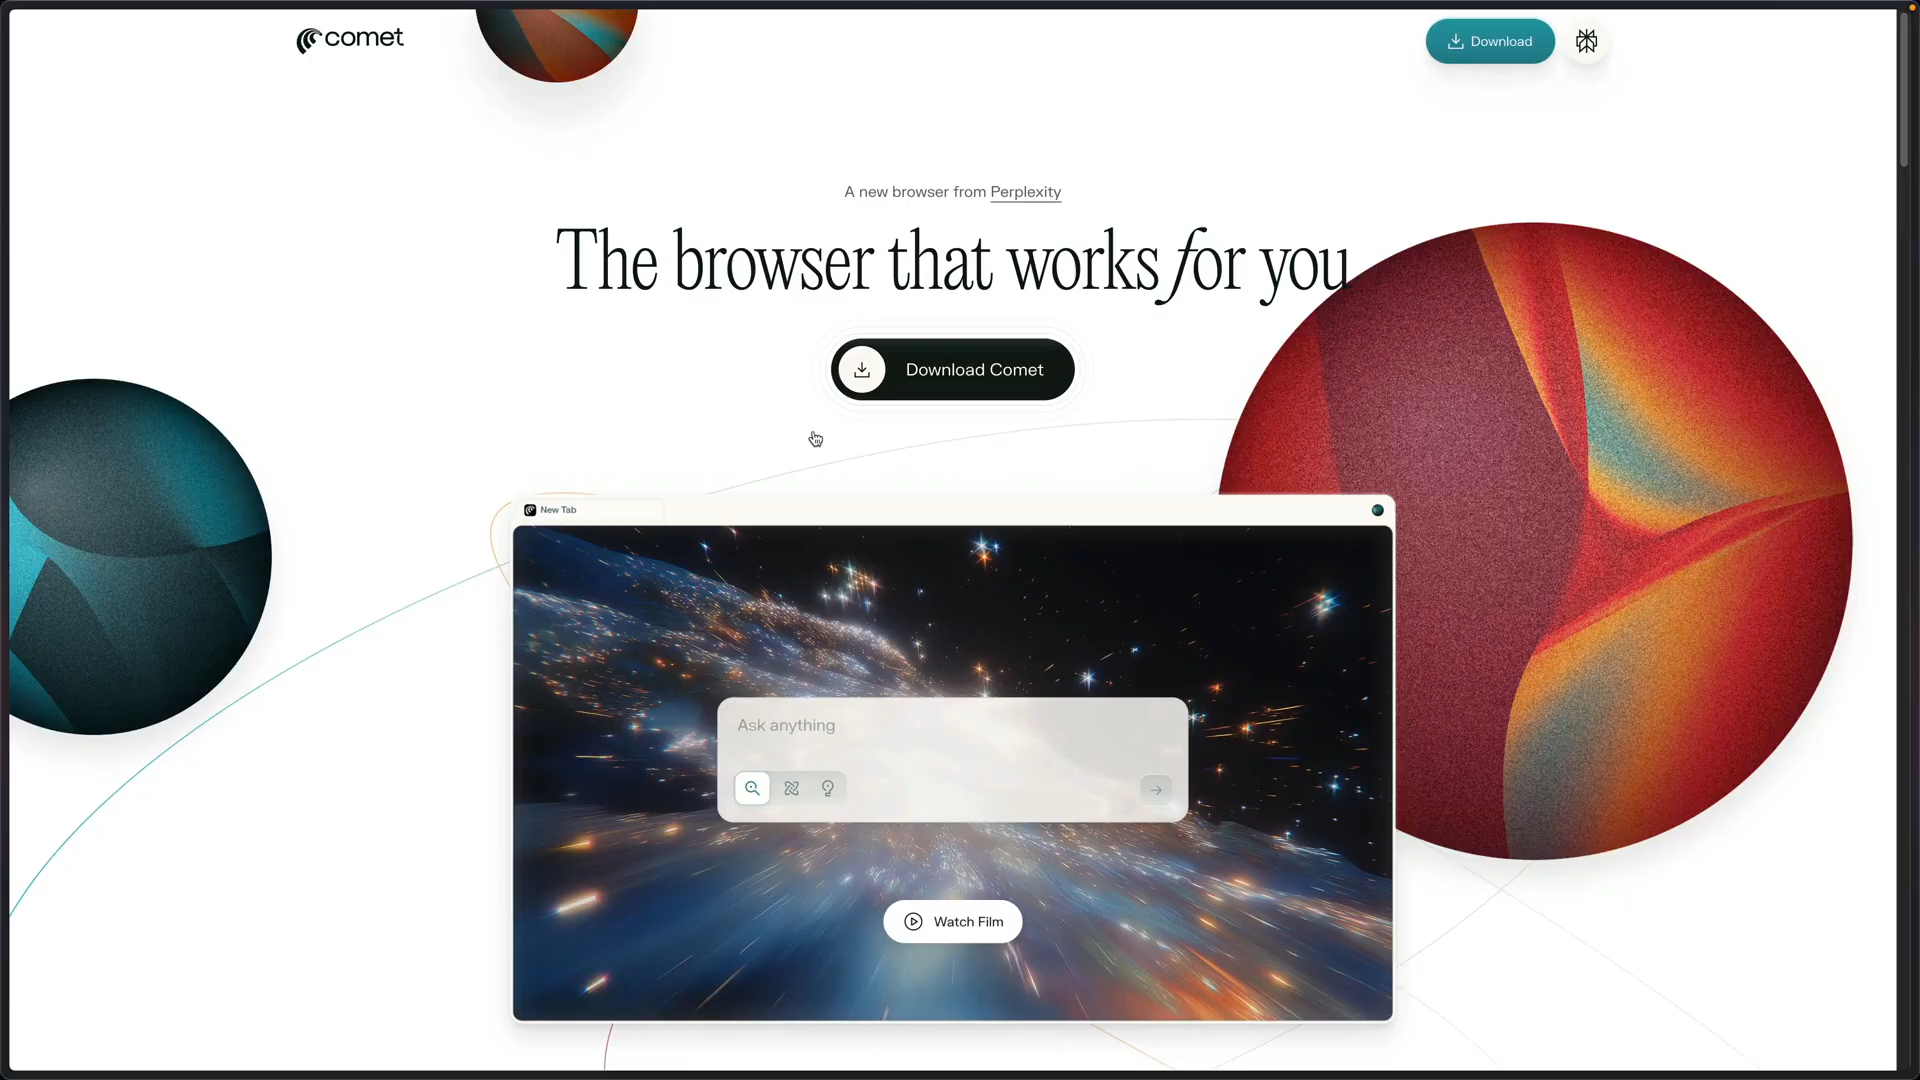 comet
Download
A new browser from Perplexity
The browser that works for you
Download Comet
New Tab
Ask anything
Watch Film